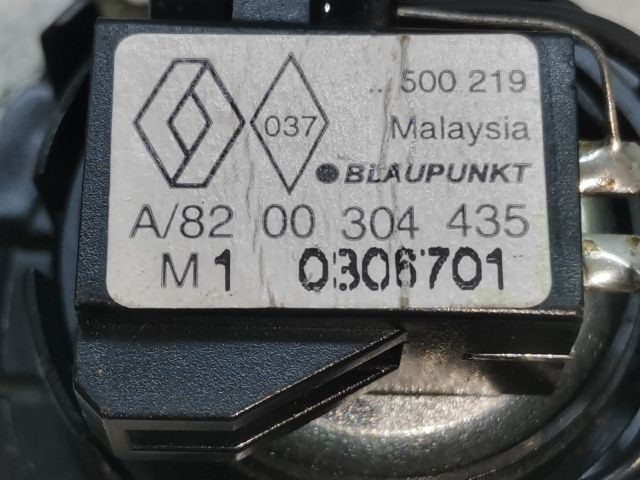 .. 500 219
037 Malaysia
BLAUPUNKT
A/82 00 304 435
M1 0306701